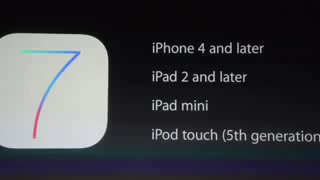 7
iPhone 4 and later
iPad 2 and later
iPad mini
iPod touch (5th generation